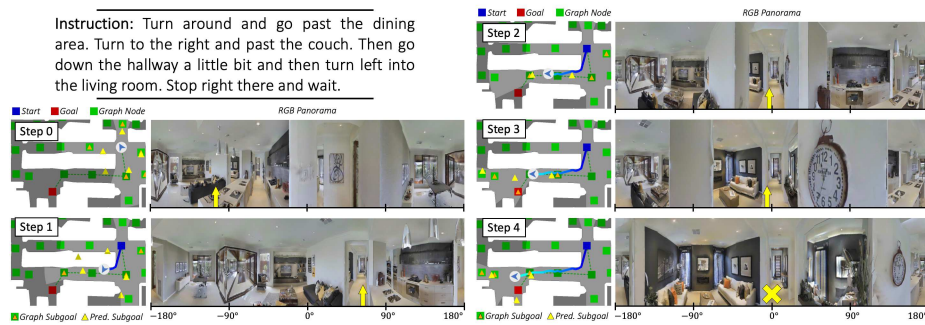 Instruction: Turn around and go past the dining
area. Turn to the right and past the couch. Then go
down the hallway a little bit and then turn left into
the living room. Stop right there and wait.
Start Goal Graph Node RGB Panorama
Step 0
Step 1
Graph Subgoal Pred. Subgoal −180° −90° 0° 90° 180°
Start Goal Graph Node RGB Panorama
Step 2
Step 3
Step 4
Graph Subgoal Pred. Subgoal −180° −90° 0° 90° 180°